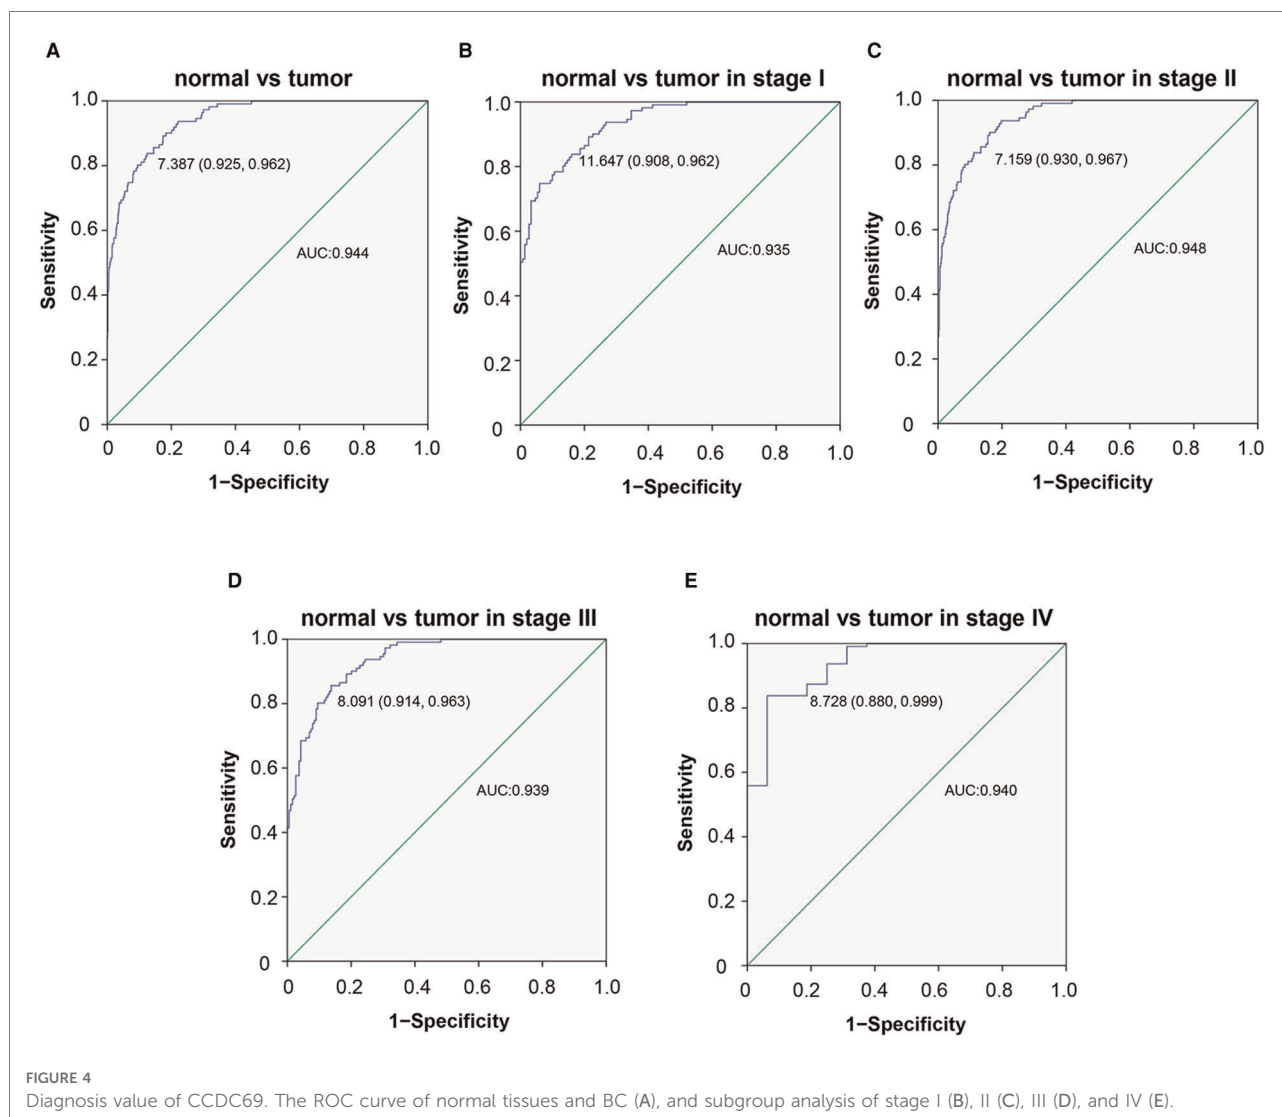 A
normal vs tumor
1.0
0.8
0.6
0.4
0.2
0
0 0.2 0.4 0.6 0.8 1.0
Sensitivity
1−Specificity
7.387 (0.925, 0.962)
AUC:0.944
B
normal vs tumor in stage I
1.0
0.8
0.6
0.4
0.2
0
0 0.2 0.4 0.6 0.8 1.0
Sensitivity
1−Specificity
11.647 (0.908, 0.962)
AUC:0.935
C
normal vs tumor in stage II
1.0
0.8
0.6
0.4
0.2
0
0 0.2 0.4 0.6 0.8 1.0
Sensitivity
1−Specificity
7.159 (0.930, 0.967)
AUC:0.948
D
normal vs tumor in stage III
1.0
0.8
0.6
0.4
0.2
0
0 0.2 0.4 0.6 0.8 1.0
Sensitivity
1−Specificity
8.091 (0.914, 0.963)
AUC:0.939
E
normal vs tumor in stage IV
1.0
0.8
0.6
0.4
0.2
0
0 0.2 0.4 0.6 0.8 1.0
Sensitivity
1−Specificity
8.728 (0.880, 0.999)
AUC:0.940
FIGURE 4
Diagnosis value of CCDC69. The ROC curve of normal tissues and BC (A), and subgroup analysis of stage I (B), II (C), III (D), and IV (E).